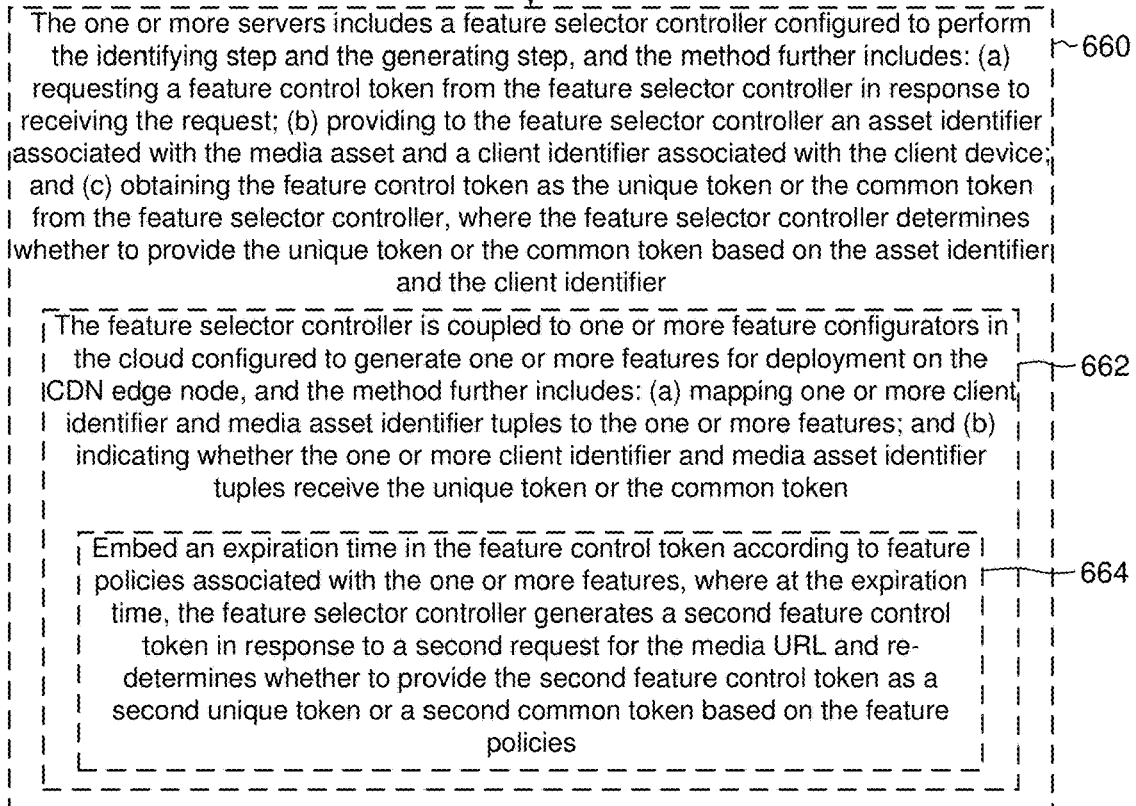 The one or more servers includes a feature selector controller configured to perform
the identifying step and the generating step, and the method further includes: (a)
requesting a feature control token from the feature selector controller in response to
receiving the request; (b) providing to the feature selector controller an asset identifier
associated with the media asset and a client identifier associated with the client device;
and (c) obtaining the feature control token as the unique token or the common token
from the feature selector controller, where the feature selector controller determines
whether to provide the unique token or the common token based on the asset identifier
and the client identifier
660
The feature selector controller is coupled to one or more feature configurators in
the cloud configured to generate one or more features for deployment on the
CDN edge node, and the method further includes: (a) mapping one or more client
identifier and media asset identifier tuples to the one or more features; and (b)
indicating whether the one or more client identifier and media asset identifier
tuples receive the unique token or the common token
662
Embed an expiration time in the feature control token according to feature
policies associated with the one or more features, where at the expiration
time, the feature selector controller generates a second feature control
token in response to a second request for the media URL and re-
determines whether to provide the second feature control token as a
second unique token or a second common token based on the feature
policies
664